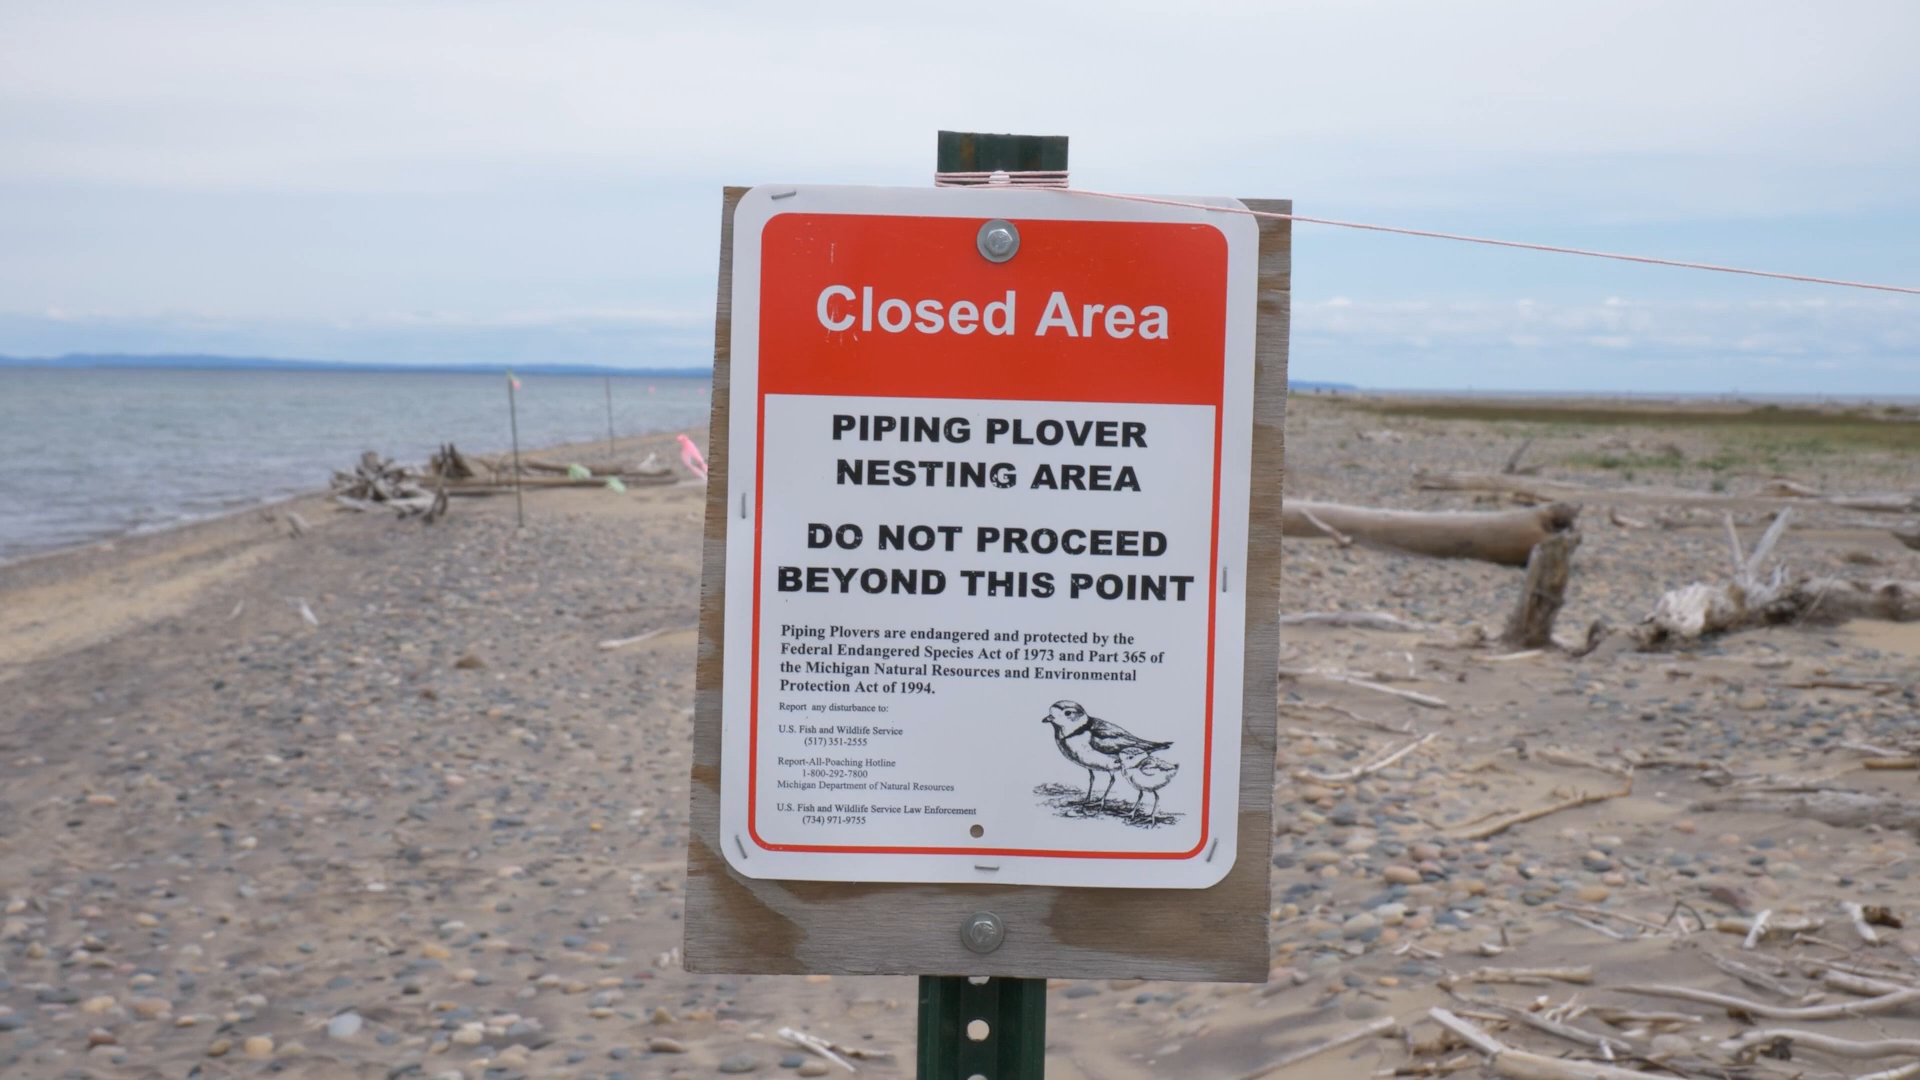 Closed Area
PIPING PLOVER
NESTING AREA
DO NOT PROCEED
BEYOND THIS POINT
Piping Plovers are endangered and protected by the
Federal Endangered Species Act of 1973 and Part 365 of
the Michigan Natural Resources and Environmental
Protection Act of 1994.
Report any disturbance to:
U.S. Fish and Wildlife Service
(517) 351-2555
Report-All-Poaching Hotline
1-800-292-7800
Michigan Department of Natural Resources
U.S. Fish and Wildlife Service Law Enforcement
(734) 971-9755